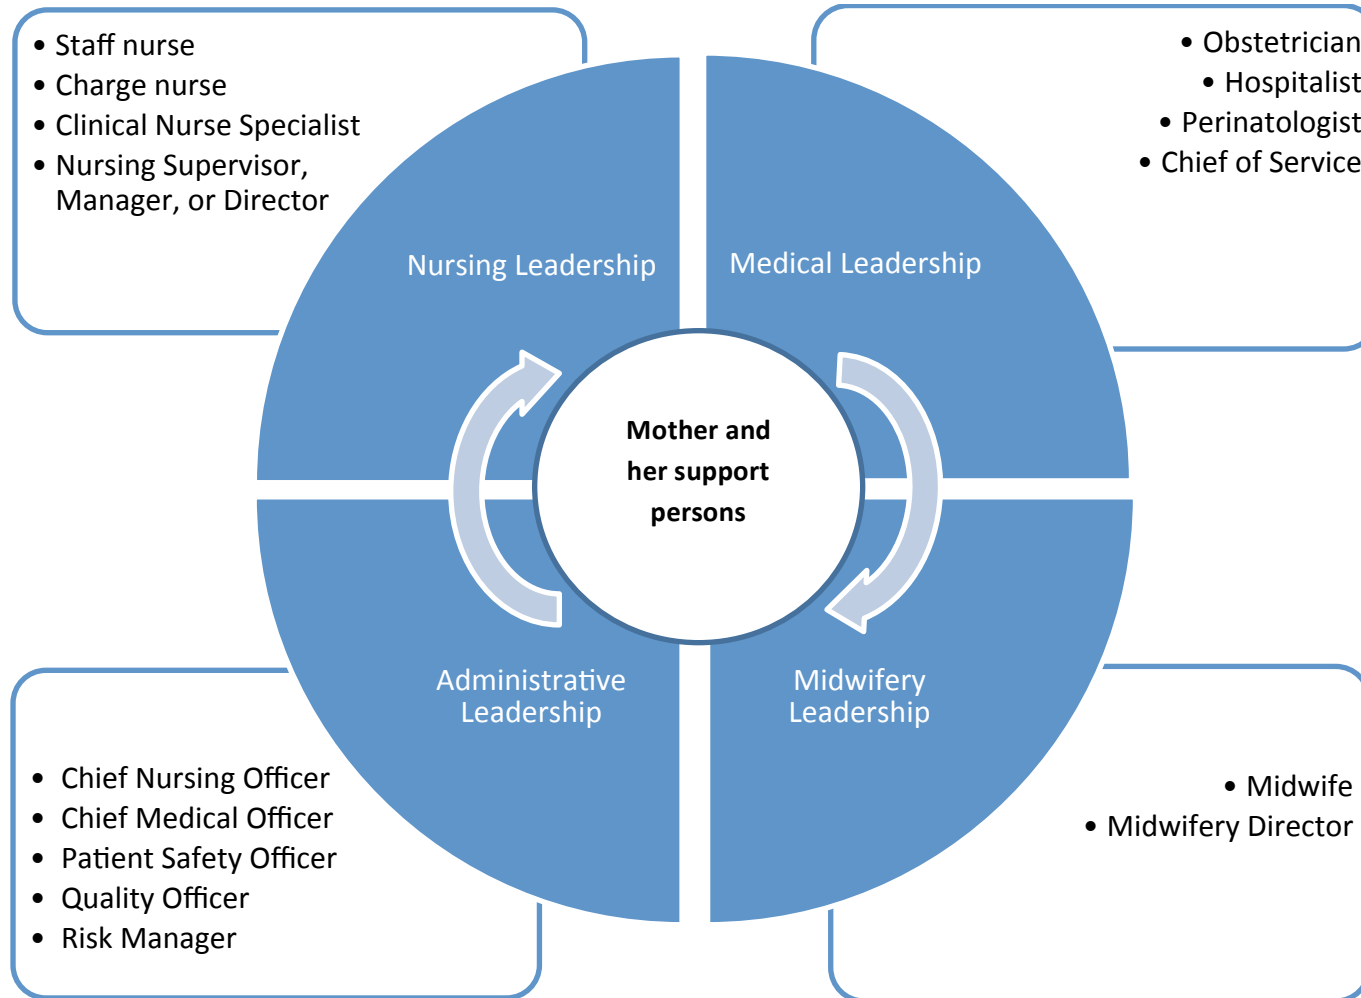 • Staff nurse
• Charge nurse
• Clinical Nurse Specialist
• Nursing Supervisor,
Manager, or Director
• Obstetrician
• Hospitalist
• Perinatologist
• Chief of Service
Nursing Leadership
Medical Leadership
Mother and
her support
persons
Administrative
Leadership
Midwifery
Leadership
• Chief Nursing Officer
• Chief Medical Officer
• Patient Safety Officer
• Quality Officer
• Risk Manager
• Midwife
• Midwifery Director